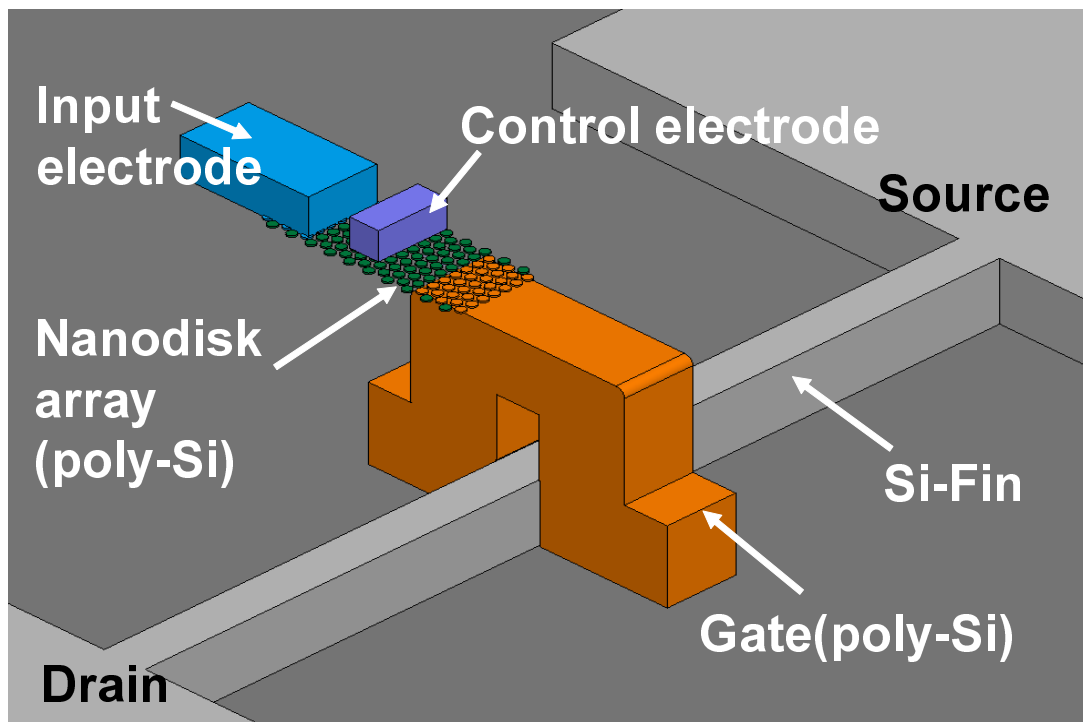 Input
electrode
Control electrode
Source
Nanodisk
array
(poly-Si)
Si-Fin
Gate(poly-Si)
Drain